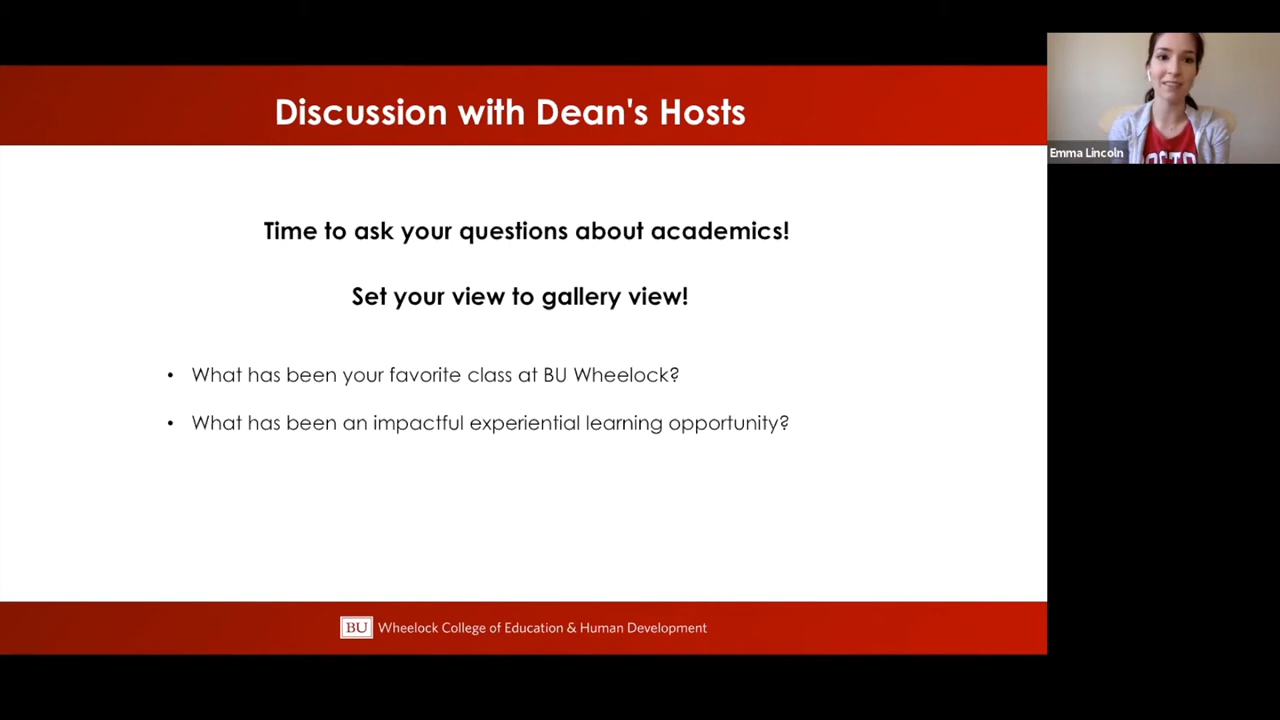 Discussion with Dean's Hosts
Emma Lincoln
Time to ask your questions about academics!
Set your view to gallery view!
• What has been your favorite class at BU Wheelock?
• What has been an impactful experiential learning opportunity?
BU Wheelock College of Education & Human Development